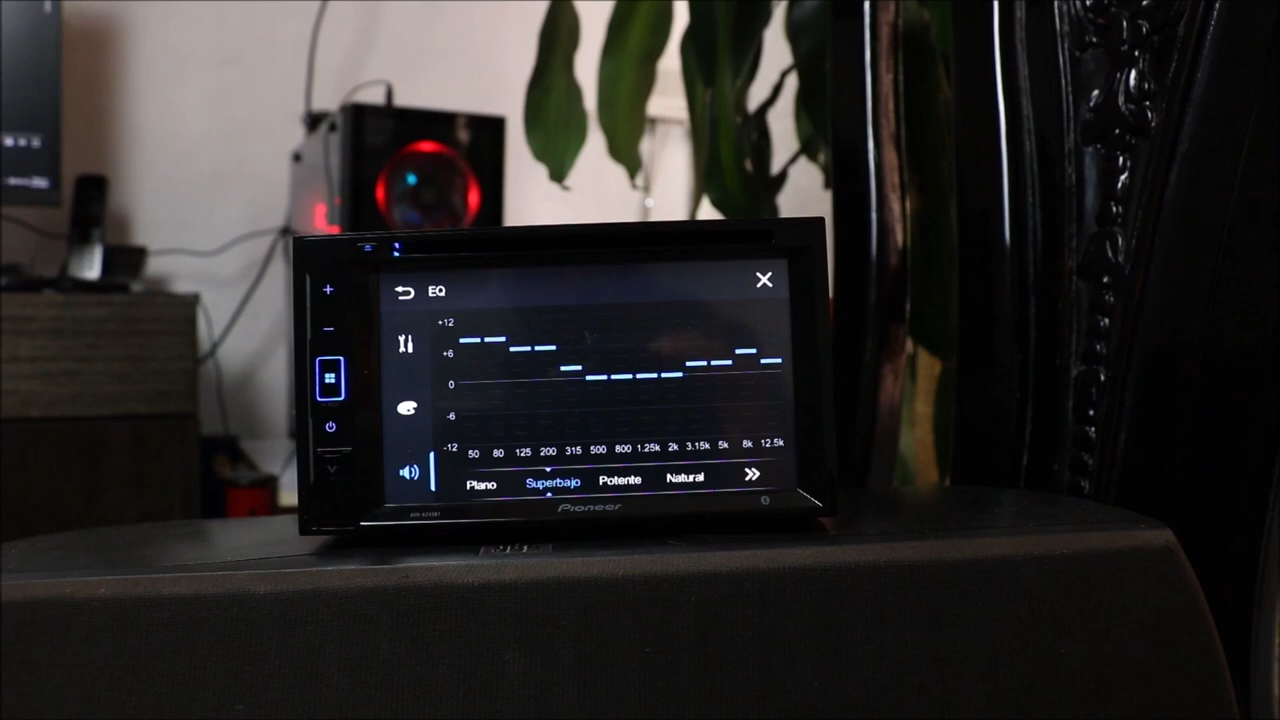 EQ
+12
+6
0
-6
-12
50 80 125 200 315 500 800 1.25k 2k 3.15k 5k 8k 12.5k
Plano Superbajo Potente Natural
Pioneer